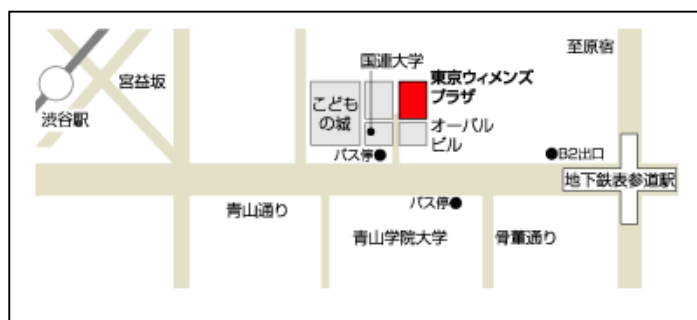 至原宿
国連大学
宮益坂
東京ウィメンズ
プラザ
こども
の城
渋谷駅
オーバル
ビル
バス停
B2出口
地下鉄表参道駅
青山通り
バス停
青山学院大学
骨董通り